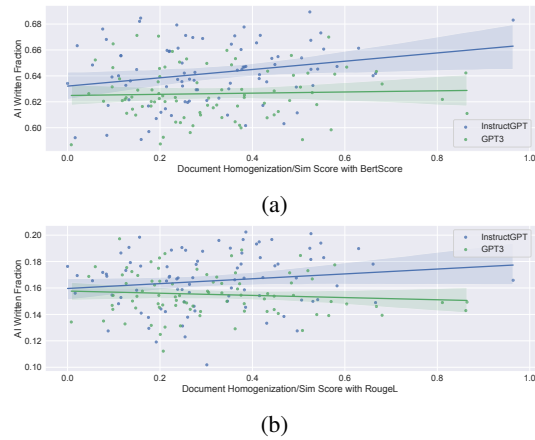 AI Written Fraction
0.68
0.66
0.64
0.62
0.60
InstructGPT
GPT3
0.0 0.2 0.4 0.6 0.8 1.0
Document Homogenization/Sim Score with BertScore
(a)
AI Written Fraction
0.20
0.18
0.16
0.14
0.12
0.10
InstructGPT
GPT3
0.0 0.2 0.4 0.6 0.8 1.0
Document Homogenization/Sim Score with RougeL
(b)